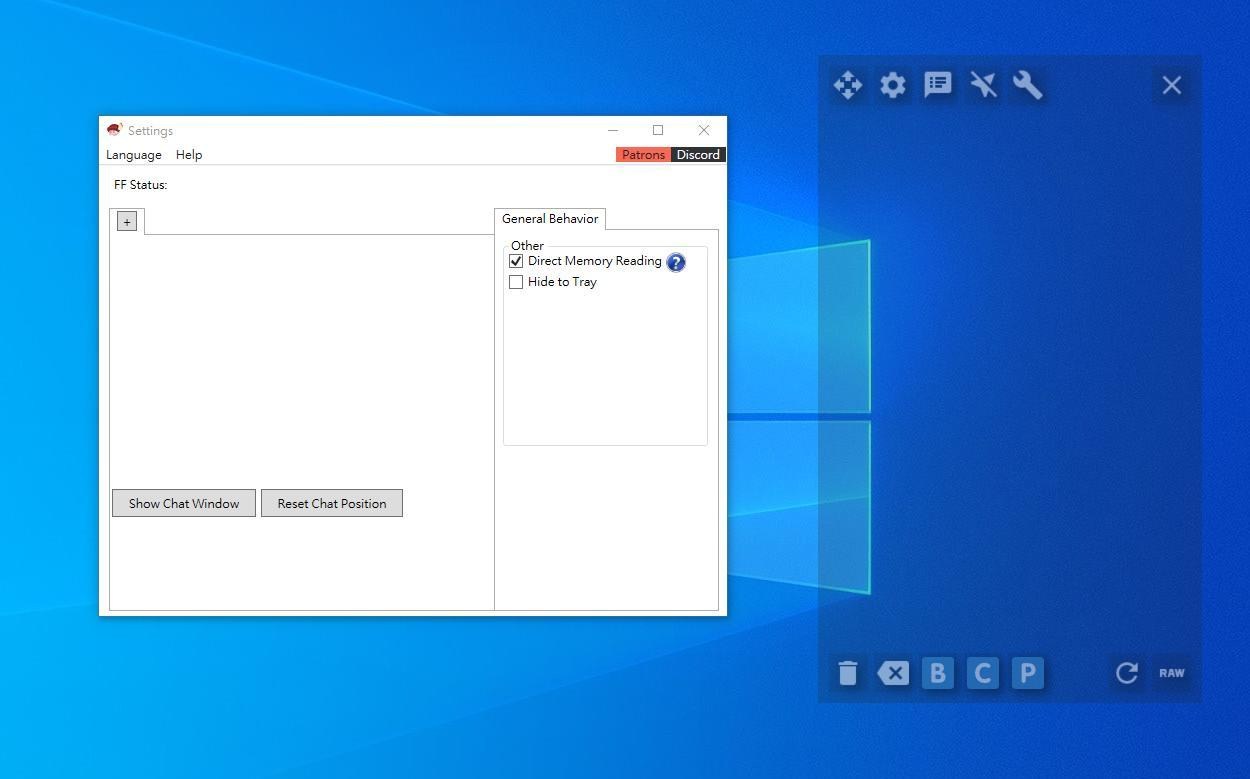 Settings
Language Help Patrons Discord
FF Status:
+
General Behavior
Other
Direct Memory Reading ?
Hide to Tray
Show Chat Window Reset Chat Position
B C P RAW